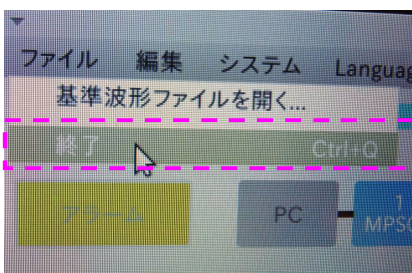 ファイル 編集 システム Languag
基準波形ファイルを開く...
終了 Ctrl+Q
アラーム PC 1
MPSC